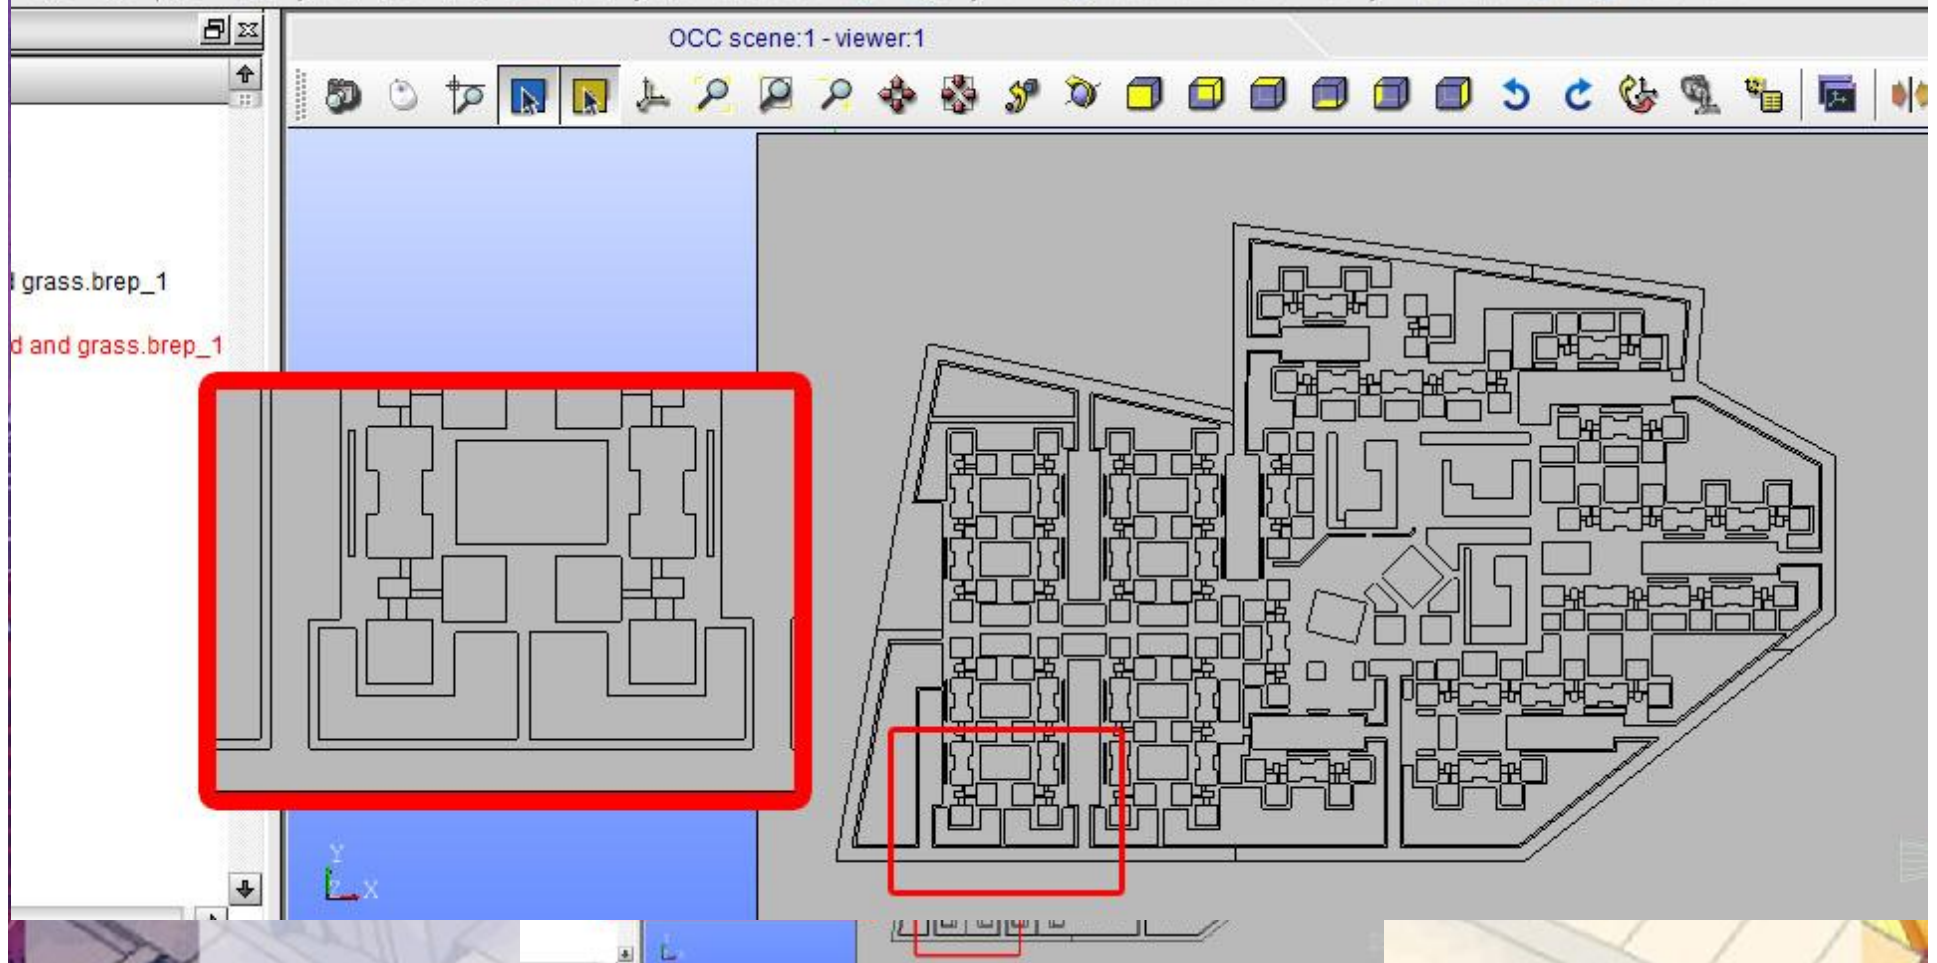 OCC scene:1 - viewer:1
grass.brep_1
d and grass.brep_1
Y
Z
X